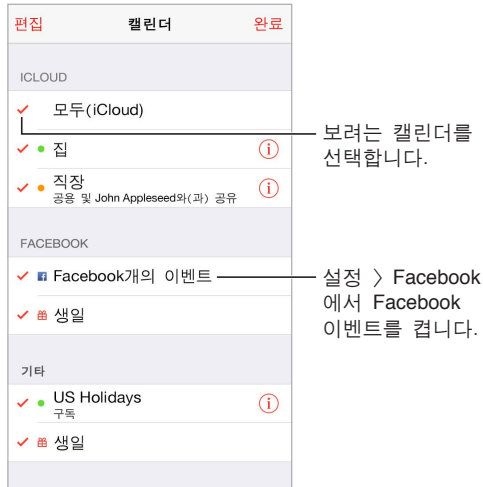 편집 캘린더 완료
ICLOUD
모두(iCloud)
집
직장
공용 및 John Appleseed와(과) 공유
FACEBOOK
Facebook개의 이벤트
생일
기타
US Holidays
구독
생일
보려는 캘린더를
선택합니다.
설정 〉 Facebook
에서 Facebook
이벤트를 켭니다.